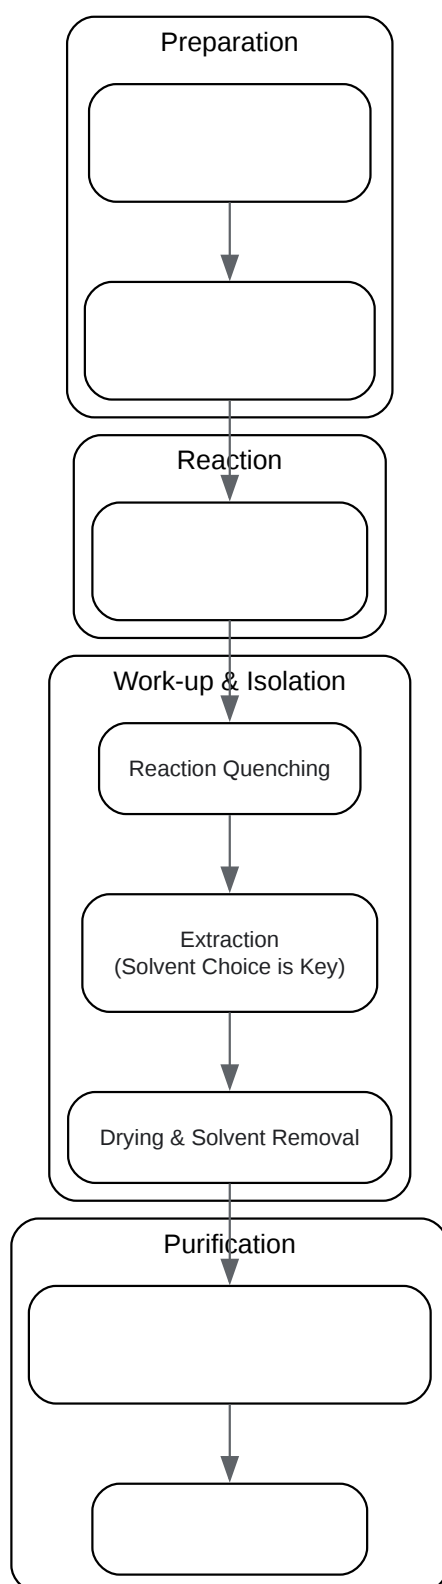 Preparation
Reaction
Work-up & Isolation
Reaction Quenching
Extraction
(Solvent Choice is Key)
Drying & Solvent Removal
Purification